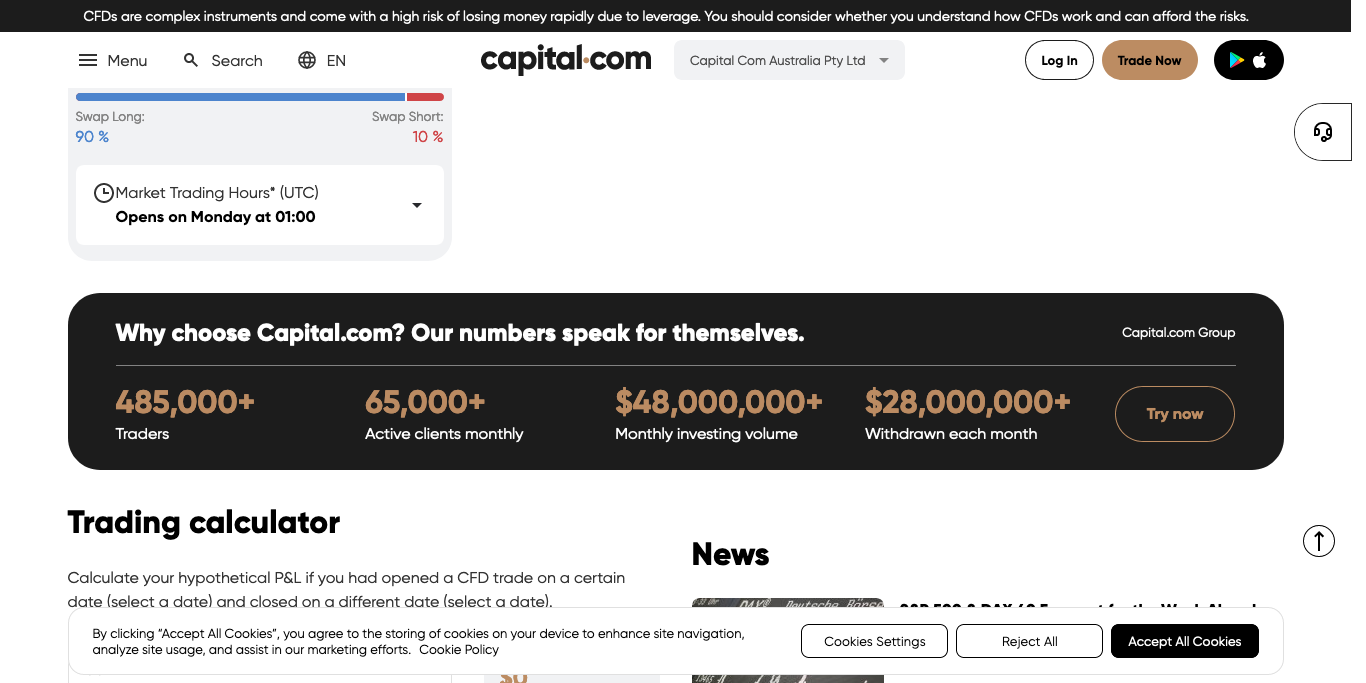 CFDs are complex instruments and come with a high risk of losing money rapidly due to leverage. You should consider whether you understand how CFDs work and can afford the risks.
Menu
Search
EN
capital.com
Capital Com Australia Pty Ltd
Log In
Trade Now
Swap Long:
Swap Short:
90 %
10 %
Market Trading Hours* (UTC)
Opens on Monday at 01:00
Why choose Capital.com? Our numbers speak for themselves.
Capital.com Group
485,000+
65,000+
$48,000,000+
$28,000,000+
Traders
Active clients monthly
Monthly investing volume
Withdrawn each month
Try now
Trading calculator
News
Calculate your hypothetical P&L if you had opened a CFD trade on a certain
date (select a date) and closed on a different date (select a date).
DAX® Deutsche Börse
By clicking “Accept All Cookies”, you agree to the storing of cookies on your device to enhance site navigation,
analyze site usage, and assist in our marketing efforts. Cookie Policy
Cookies Settings
Reject All
Accept All Cookies
$0